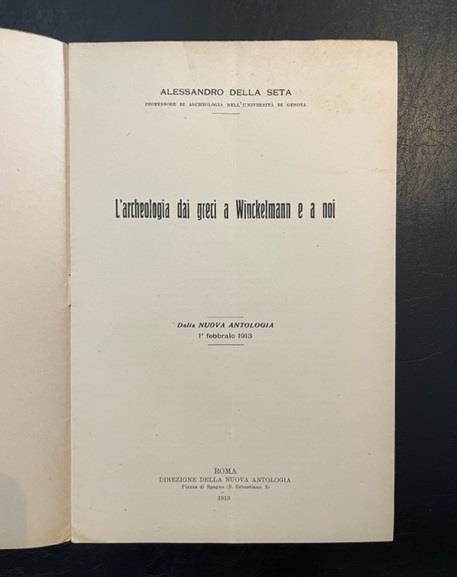 ALESSANDRO DELLA SETA
PROFESSORE DI ARCHEOLOGIA NELL'UNIVERSITÀ DI GENOVA
L'archeologia dai greci a Winckelmann e a noi
Dalla NUOVA ANTOLOGIA
1° febbraio 1913
ROMA
DIREZIONE DELLA NUOVA ANTOLOGIA
Piazza di Spagna (S. Sebastiano, 3)
1913